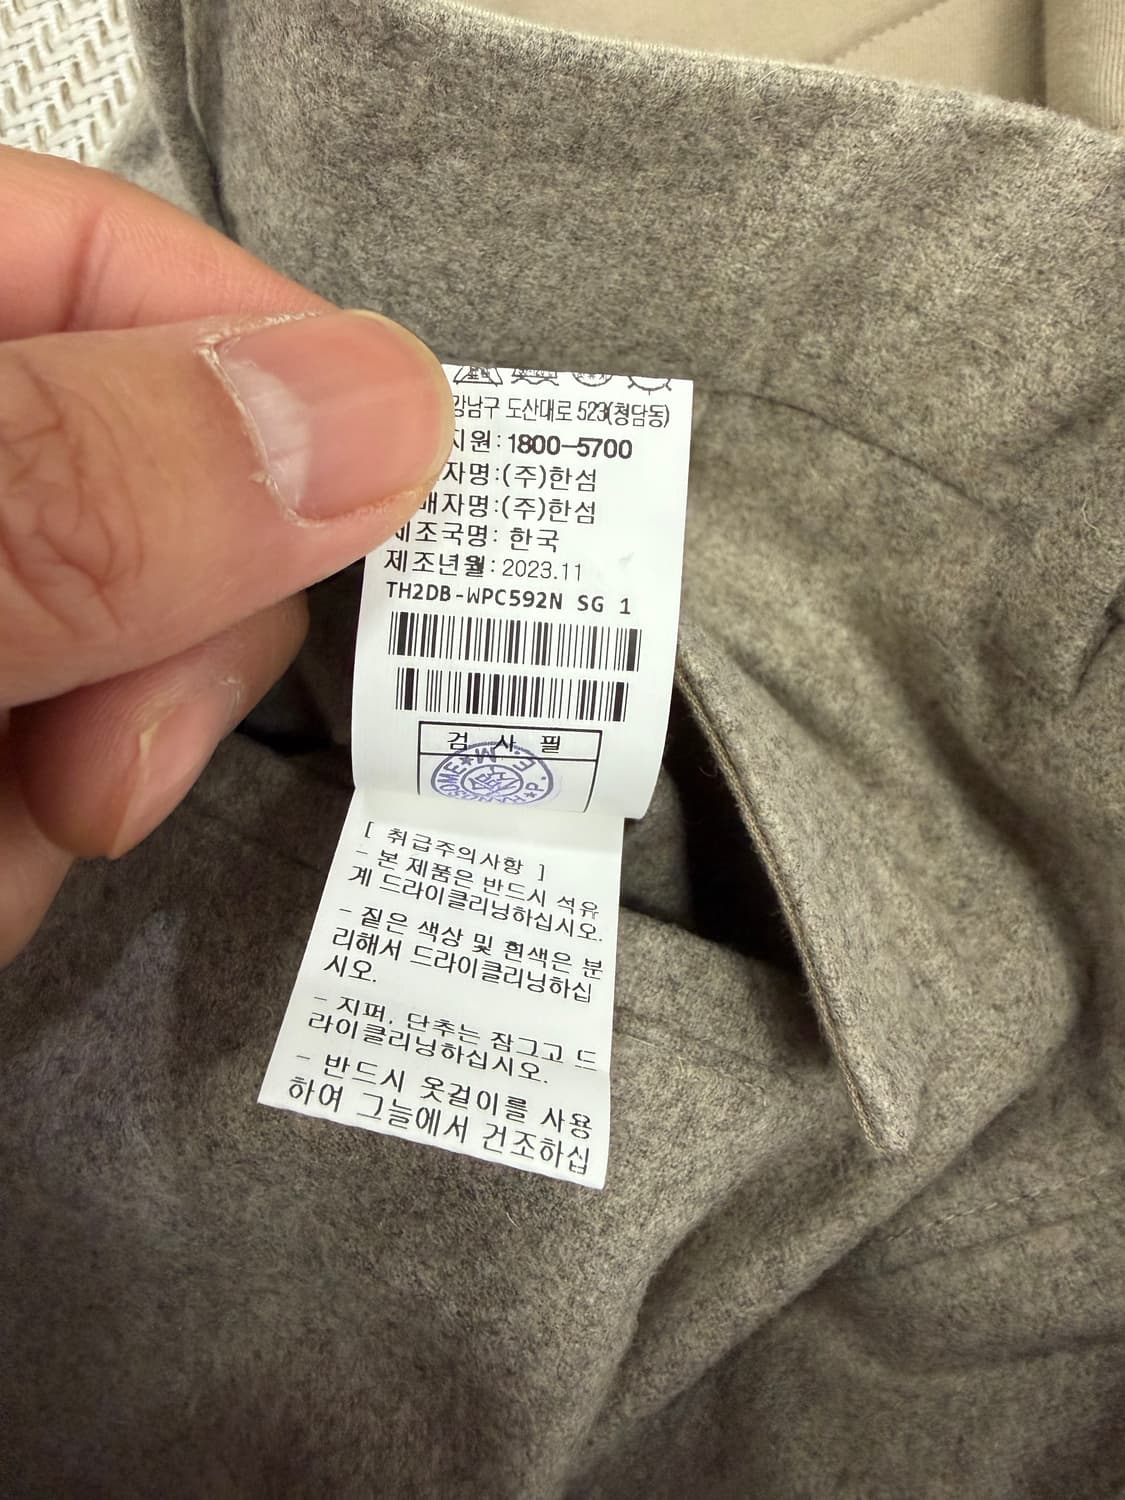 강남구 도산대로 523(청담동)
지원: 1800-5700
자명:(주)한섬
매자명:(주)한섬
제조국명: 한국
제조년월: 2023.11
TH2DB-WPC592N SG 1
검 사 필
[ 취급주의사항 ]
- 본 제품은 반드시 석유
계 드라이클리닝하십시오.
- 짙은 색상 및 흰색은 분
리해서 드라이클리닝하십
시오.
- 지퍼, 단추는 잠그고 드
라이클리닝하십시오.
- 반드시 옷걸이를 사용
하여 그늘에서 건조하십